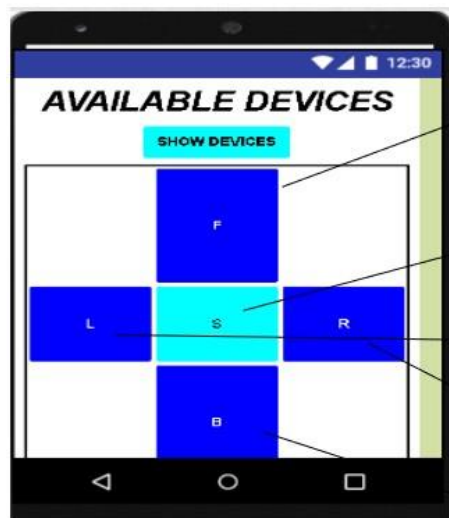 12:30
AVAILABLE DEVICES
SHOW DEVICES
F
L S R
B